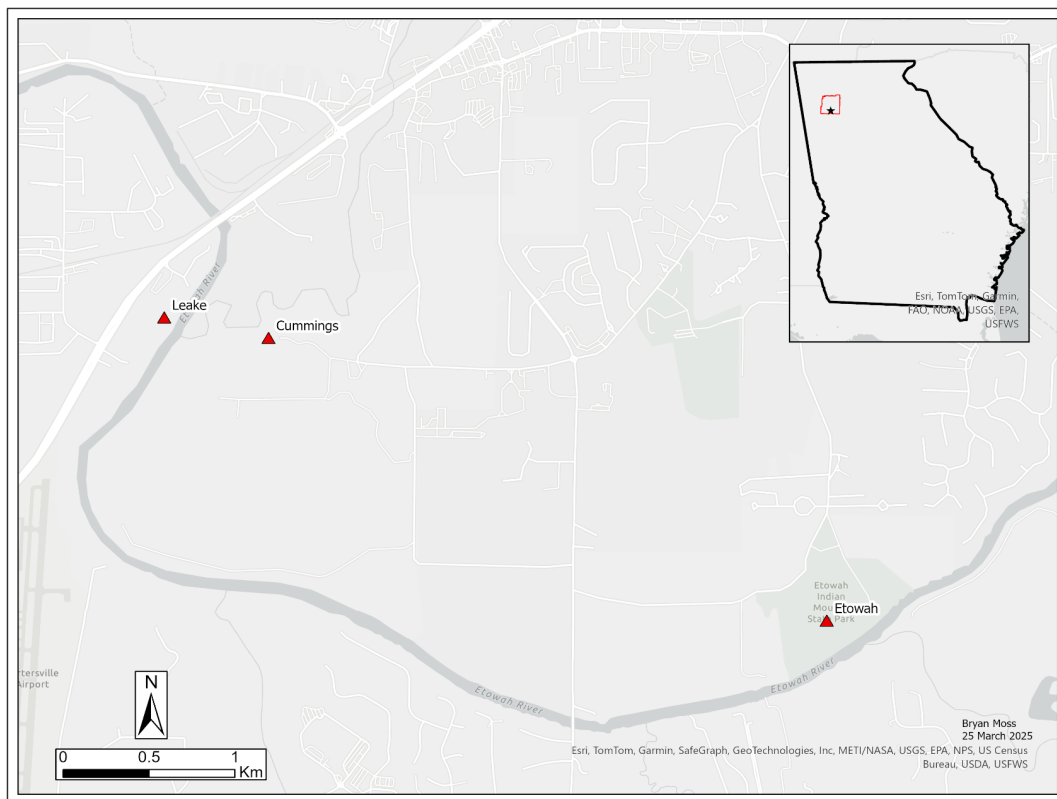 Esri, TomTom, Garmin,
FAO, NOAA, USGS, EPA,
USFWS
Etowah River
Leake
Cummings
Etowah
Indian
State Park
Etowah
Etowah River
Etowah River
rtersville
Airport
N
0 0.5 1
Km
Bryan Moss
25 March 2025
Esri, TomTom, Garmin, SafeGraph, GeoTechnologies, Inc, METI/NASA, USGS, EPA, NPS, US Census
Bureau, USDA, USFWS